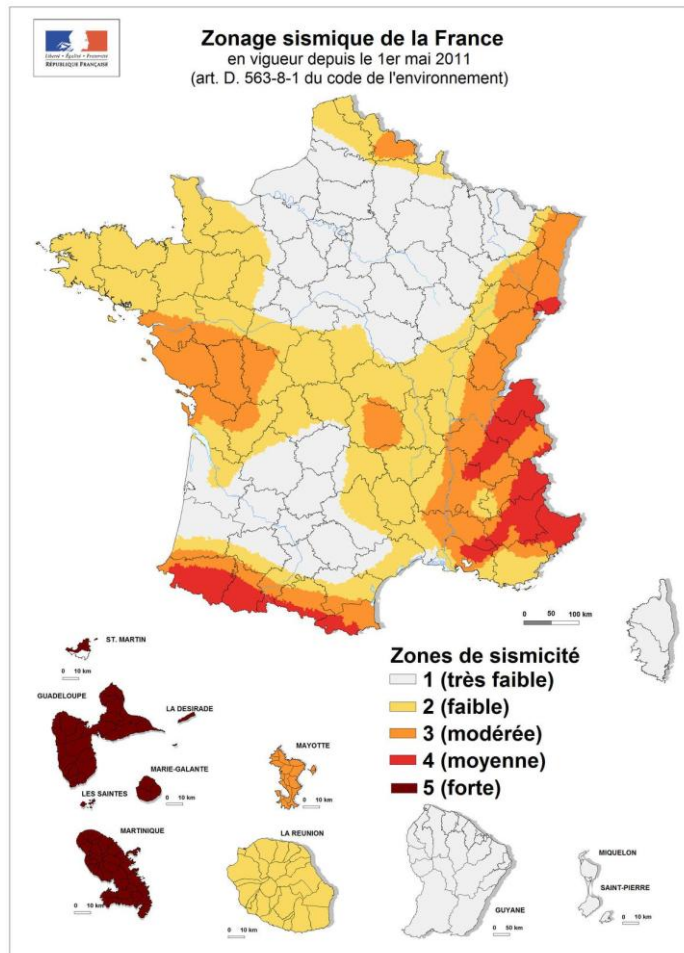 Liberté • Égalité • Fraternité
RÉPUBLIQUE FRANÇAISE
Zonage sismique de la France
en vigueur depuis le 1er mai 2011
(art. D. 563-8-1 du code de l'environnement)
0 50 100 km
ST. MARTIN
0 10 km
GUADELOUPE
LA DESIRADE
MARIE-GALANTE
LES SAINTES
0 10 km
0 10 km
MARTINIQUE
0 10 km
MAYOTTE
0 10 km
LA REUNION
0 10 km
Zones de sismicité
1 (très faible)
2 (faible)
3 (modérée)
4 (moyenne)
5 (forte)
GUYANE
0 50 km
MIQUELON
SAINT-PIERRE
0 10 km